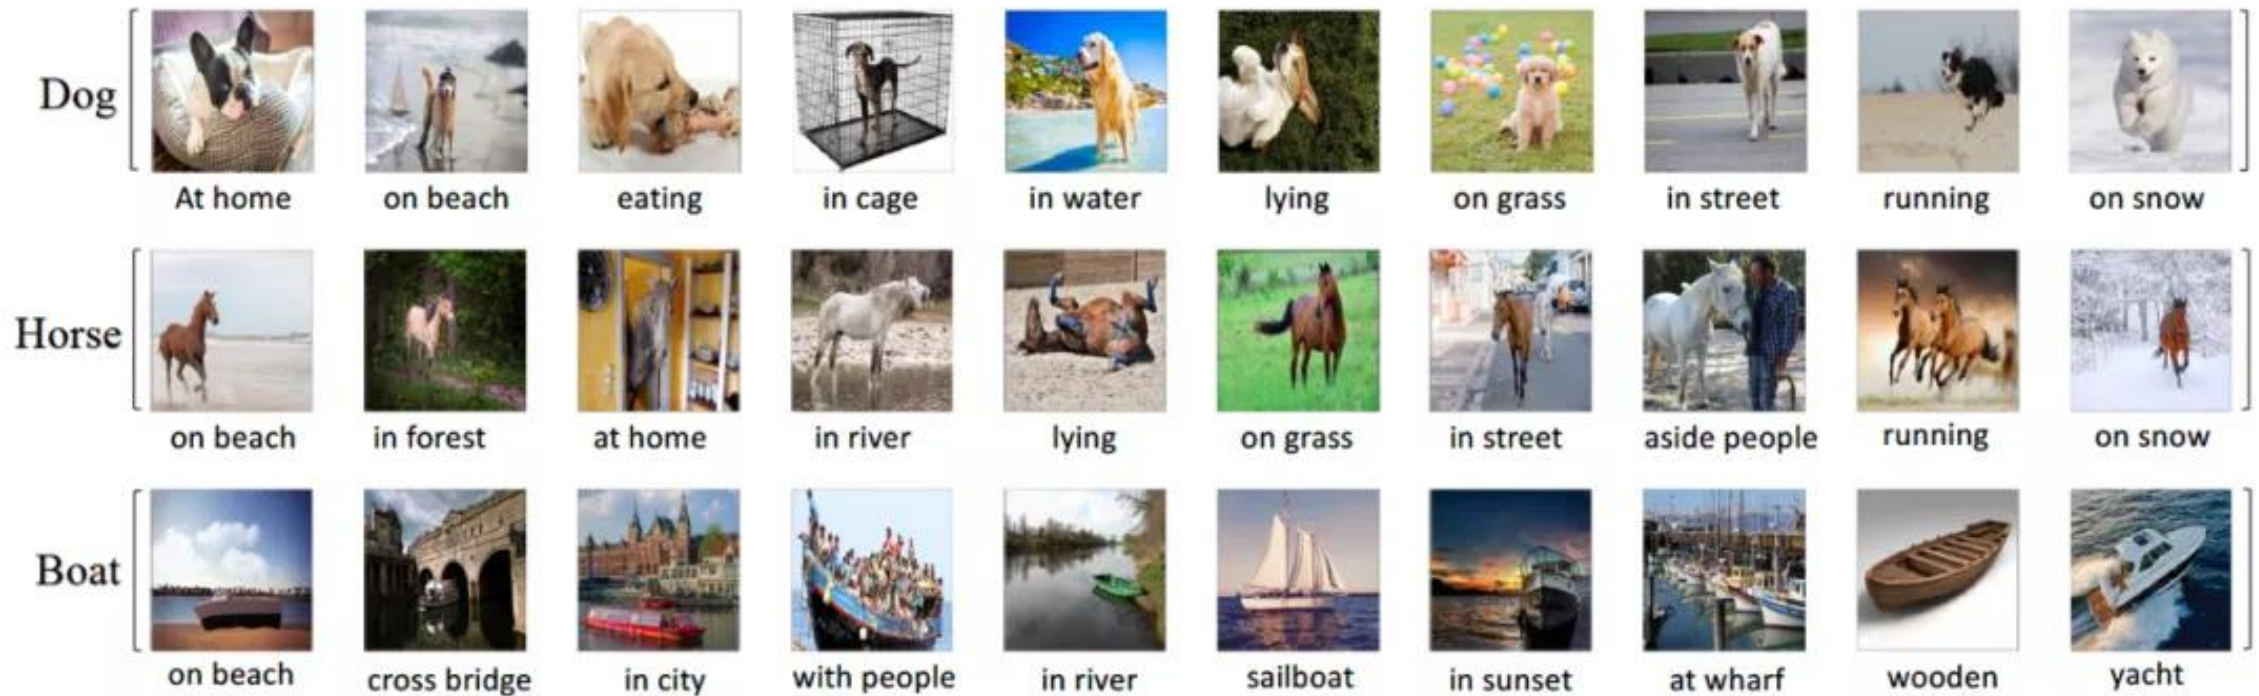 Dog
At home on beach eating in cage in water lying on grass in street running on snow
Horse
on beach in forest at home in river lying on grass in street aside people running on snow
Boat
on beach cross bridge in city with people in river sailboat in sunset at wharf wooden yacht